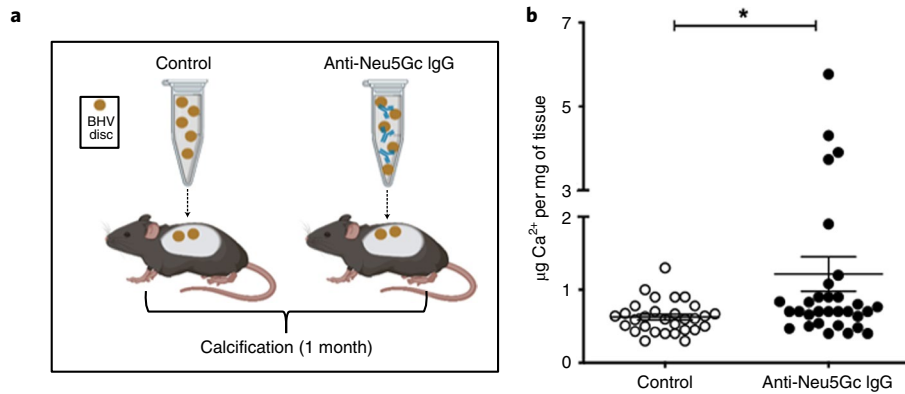 a
Control
Anti-Neu5Gc IgG
BHV
disc
Calcification (1 month)
b
*
µg Ca²⁺ per mg of tissue
7
5
3
2
1
0
Control
Anti-Neu5Gc IgG